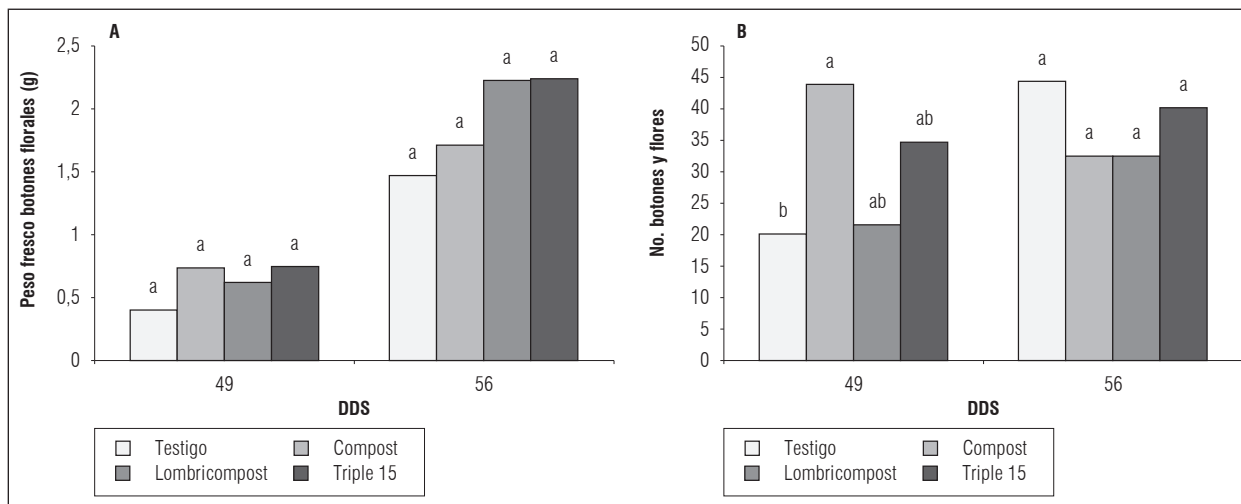 A
Peso fresco botones florales (g)
2,5
2
1,5
1
0,5
0
a
a
a
a
a
a
a
a
49
56
DDS
Testigo
Compost
Lombricompost
Triple 15
B
No. botones y flores
50
45
40
35
30
25
20
15
10
5
0
b
a
ab
ab
a
a
a
a
49
56
DDS
Testigo
Compost
Lombricompost
Triple 15